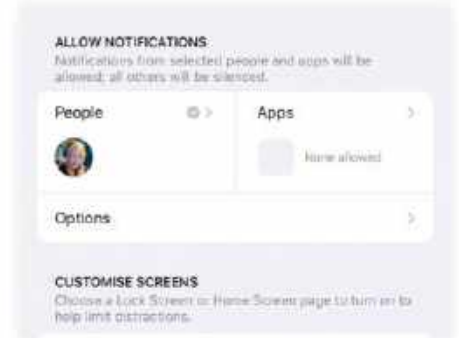 ALLOW NOTIFICATIONS
Notifications from selected people and apps will be
allowed; all others will be silenced.
People
Apps
None allowed
Options
CUSTOMISE SCREENS
Choose a Lock Screen or Home Screen page to turn on to
help limit distractions.